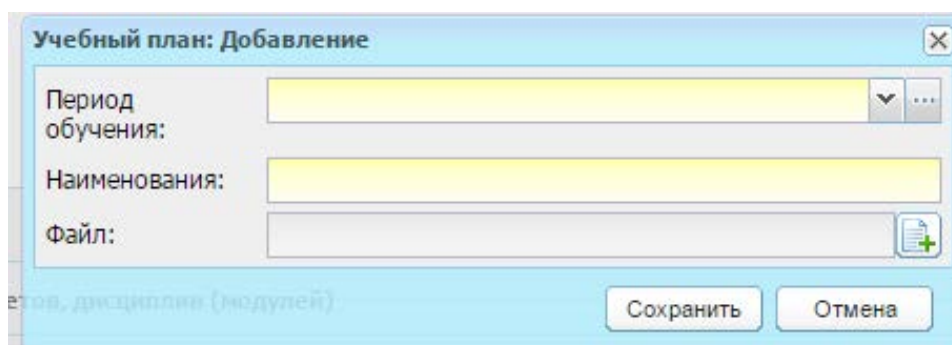 Учебный план: Добавление
Период
обучения:
Наименования:
Файл:
етов, дисциплин (модулей)
Сохранить Отмена